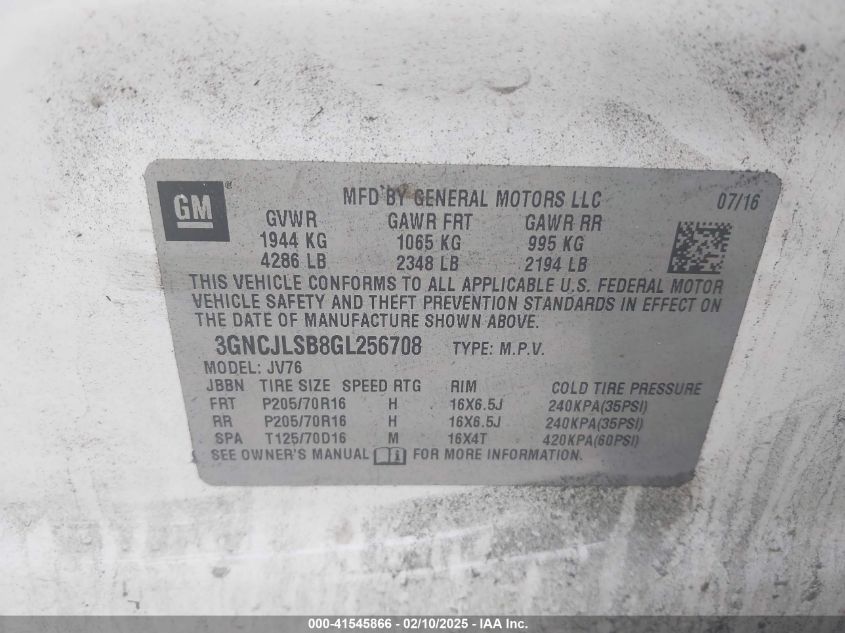 GM®
MFD BY GENERAL MOTORS LLC 07/16
GVWR GAWR FRT GAWR RR
1944 KG 1065 KG 995 KG
4286 LB 2348 LB 2194 LB
THIS VEHICLE CONFORMS TO ALL APPLICABLE U.S. FEDERAL MOTOR
VEHICLE SAFETY AND THEFT PREVENTION STANDARDS IN EFFECT ON
THE DATE OF MANUFACTURE SHOWN ABOVE.
3GNCJLSB8GL256708 TYPE: M.P.V.
MODEL: JV76
JBBN TIRE SIZE SPEED RTG RIM COLD TIRE PRESSURE
FRT P205/70R16 H 16X6.5J 240KPA(35PSI)
RR P205/70R16 H 16X6.5J 240KPA(35PSI)
SPA T125/70D16 M 16X4T 420KPA(60PSI)
SEE OWNER'S MANUAL FOR MORE INFORMATION.
000-41545866 - 02/10/2025 - IAA Inc.